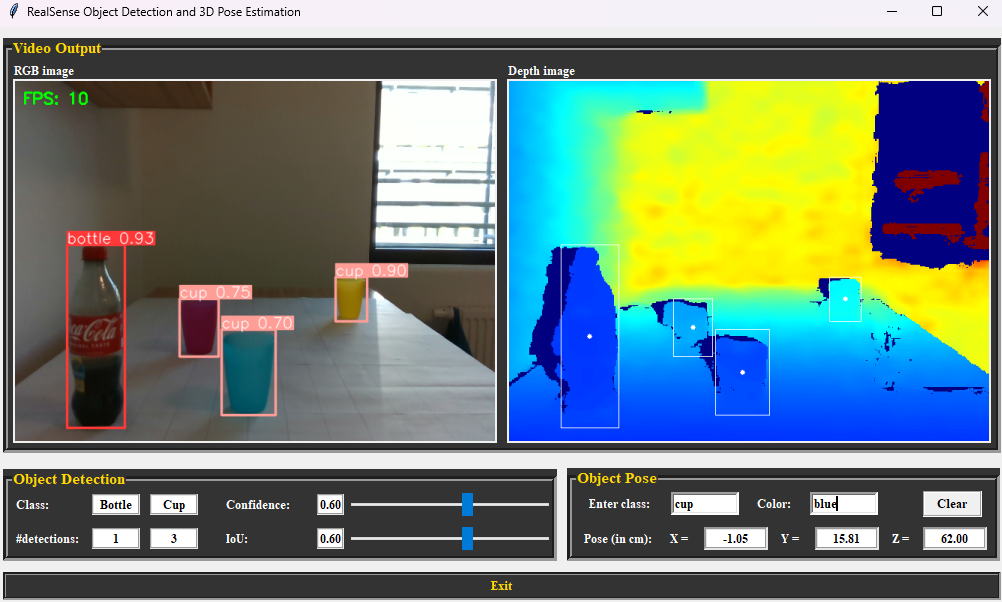 RealSense Object Detection and 3D Pose Estimation
Video Output
RGB image
Depth image
FPS: 10
bottle 0.93
cup 0.90
cup 0.75
cup 0.70
Coca-Cola
Object Detection
Class: Bottle Cup Confidence: 0.60
#detections: 1 3 IoU: 0.60
Object Pose
Enter class: cup Color: blue Clear
Pose (in cm): X = -1.05 Y = 15.81 Z = 62.00
Exit